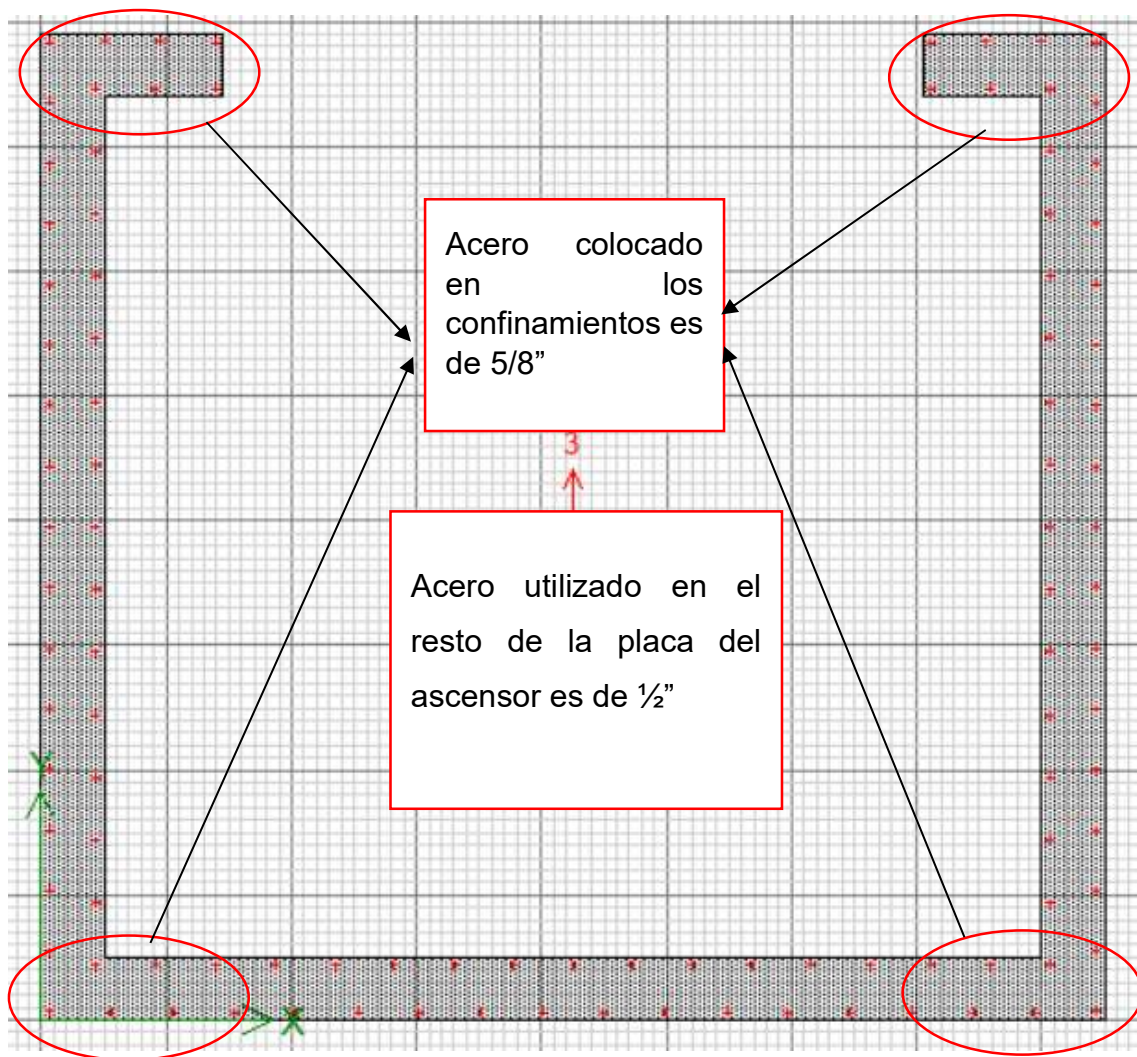 Acero colocado
en los
confinamientos es
de 5/8”
3
Acero utilizado en el
resto de la placa del
ascensor es de ½”
Y
X